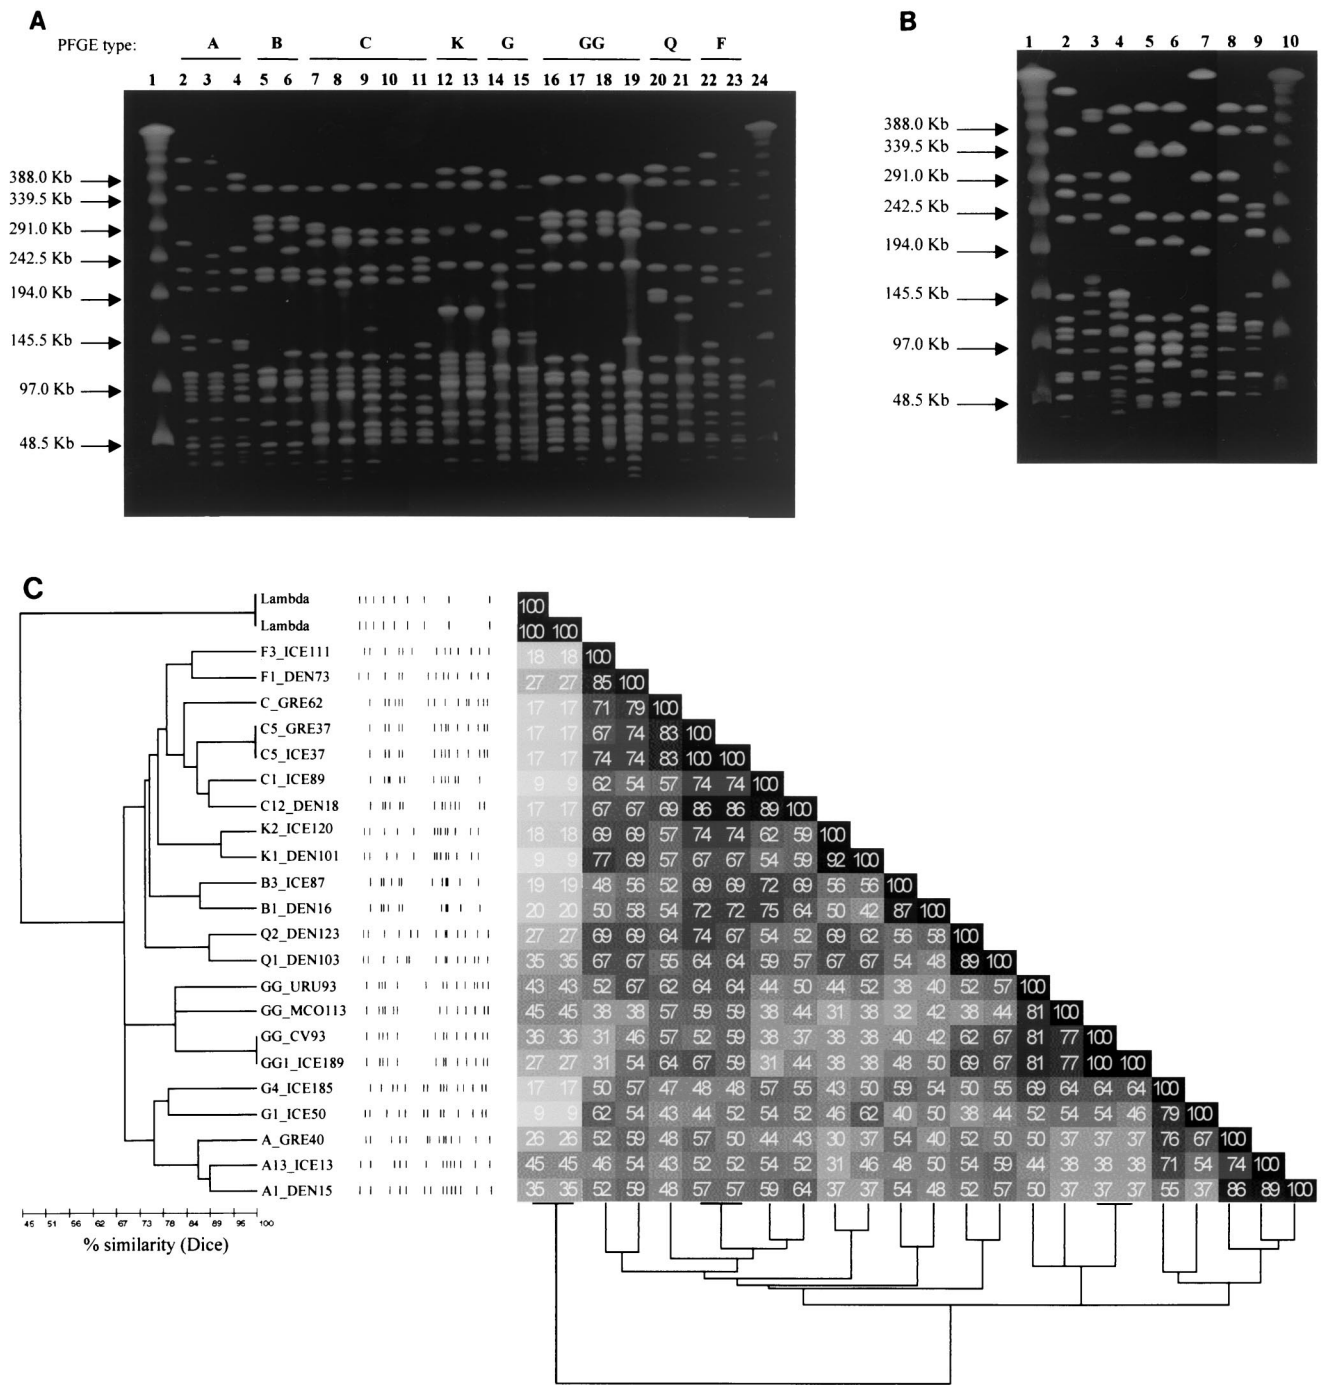 A
PFGE type: A B C K G GG Q F
1 2 3 4 5 6 7 8 9 10 11 12 13 14 15 16 17 18 19 20 21 22 23 24
388.0 Kb
339.5 Kb
291.0 Kb
242.5 Kb
194.0 Kb
145.5 Kb
97.0 Kb
48.5 Kb
B
1 2 3 4 5 6 7 8 9 10
388.0 Kb
339.5 Kb
291.0 Kb
242.5 Kb
194.0 Kb
145.5 Kb
97.0 Kb
48.5 Kb
C
Lambda 100
Lambda 100 100
F3_ICE111 18 18 100
F1_DEN73 27 27 85 100
C_GRE62 17 17 71 79 100
C5_GRE37 17 17 67 74 83 100
C5_ICE37 17 17 74 74 83 100 100
C1_ICE89 9 9 62 54 57 74 74 100
C12_DEN18 17 17 67 67 69 86 86 89 100
K2_ICE120 18 18 69 69 57 74 74 62 59 100
K1_DEN101 9 9 77 69 57 67 67 54 59 92 100
B3_ICE87 19 19 48 56 52 69 69 72 69 56 56 100
B1_DEN16 20 20 50 58 54 72 72 75 64 50 42 87 100
Q2_DEN123 27 27 69 69 64 74 67 54 52 69 62 56 58 100
Q1_DEN103 35 35 67 67 55 64 64 59 57 67 67 54 48 89 100
GG_URU93 43 43 52 67 62 64 64 44 50 44 52 38 40 52 57 100
GG_MCO113 45 45 38 38 57 59 59 38 44 31 38 32 42 38 44 81 100
GG_CV93 36 36 31 46 57 52 59 38 37 38 38 40 42 62 67 81 77 100
GG1_ICE189 27 27 31 54 64 67 59 31 44 38 38 48 50 69 67 81 77 100 100
G4_ICE185 17 17 50 57 47 48 48 57 55 43 50 59 54 50 55 69 64 64 64 100
G1_ICE50 9 9 62 54 43 44 52 54 52 46 62 40 50 38 44 52 54 54 46 79 100
A_GRE40 26 26 52 59 48 57 50 44 43 30 37 54 40 52 50 50 37 37 37 76 67 100
A13_ICE13 45 45 46 54 43 52 52 54 52 31 46 48 50 54 59 44 38 38 38 71 54 74 100
A1_DEN15 35 35 52 59 48 57 57 59 64 37 37 54 48 52 57 50 37 37 37 55 37 86 89 100
45 51 56 62 67 73 78 84 89 95 100
% similarity (Dice)